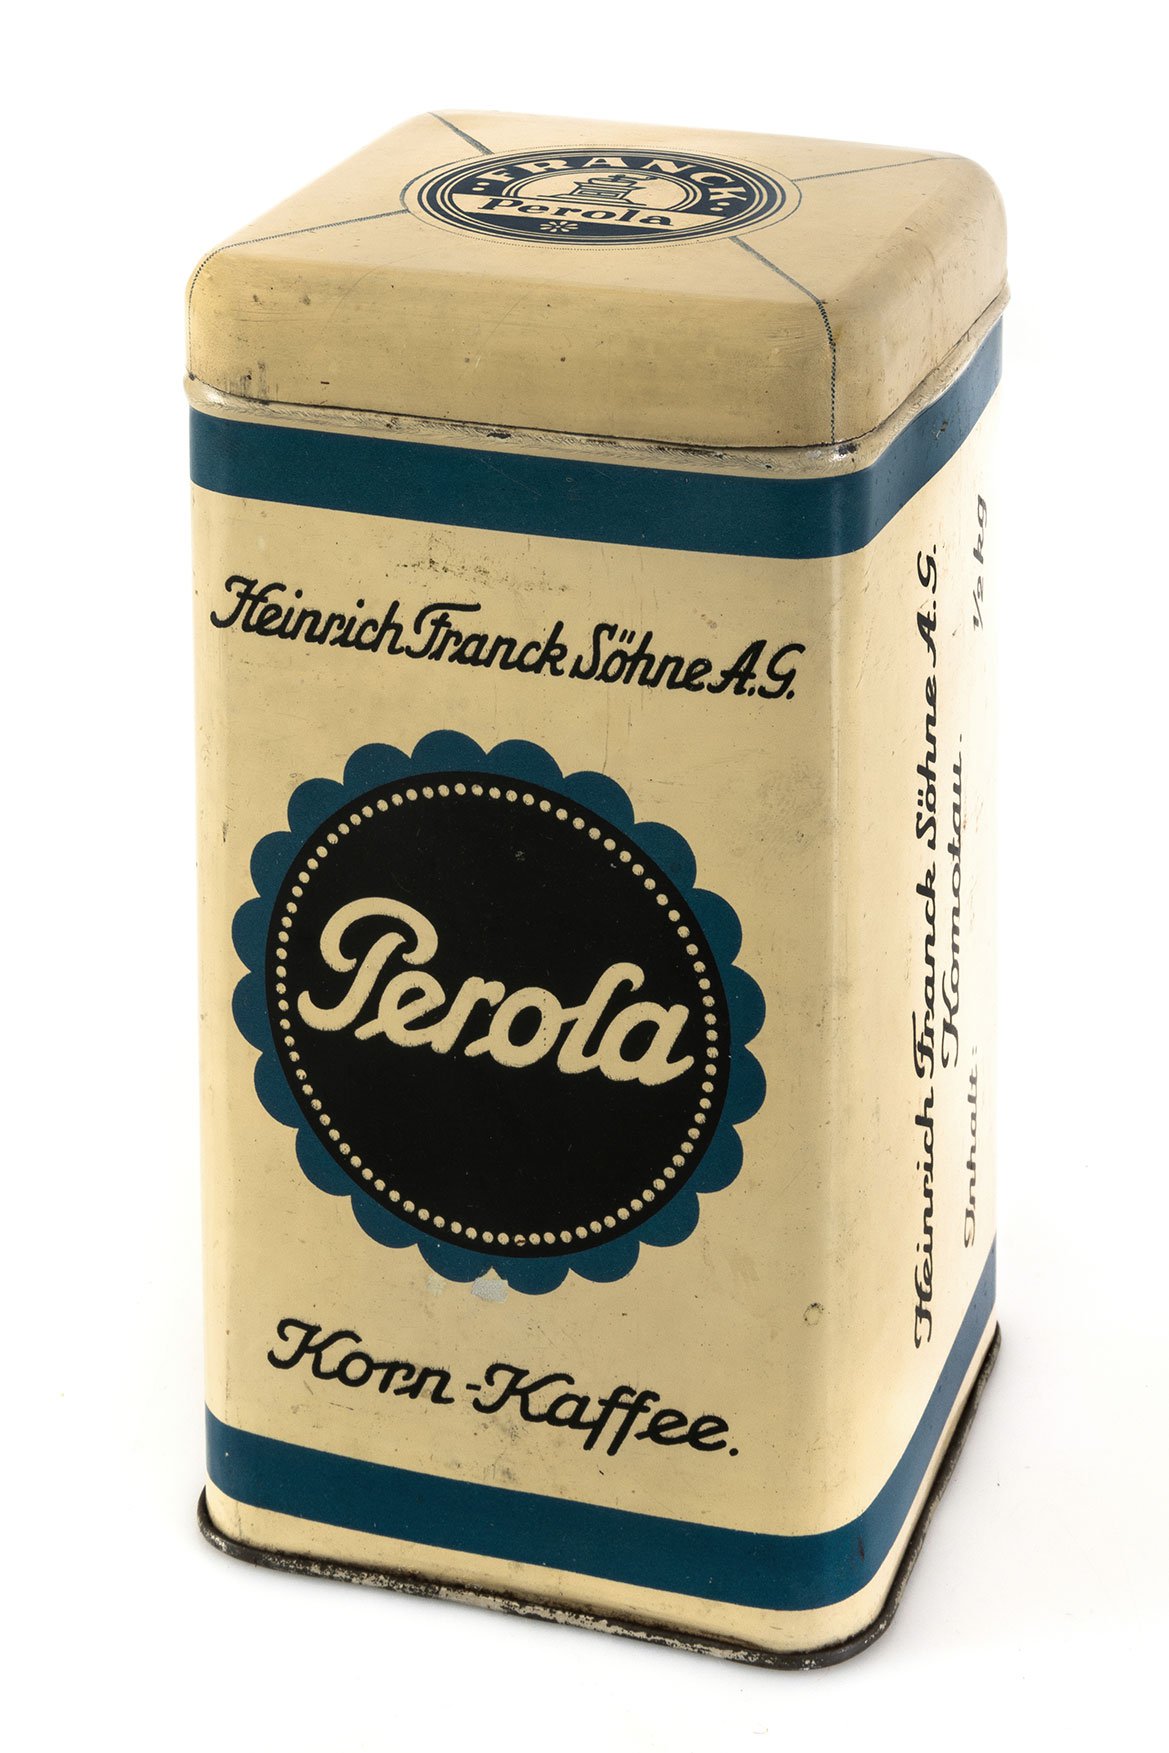 FRANCK
Perola
Heinrich Franck Söhne A.G.
Perola
Korn-Kaffee.
Heinrich Franck Söhne A.G.
Komotau.
Inhalt: ½ kg